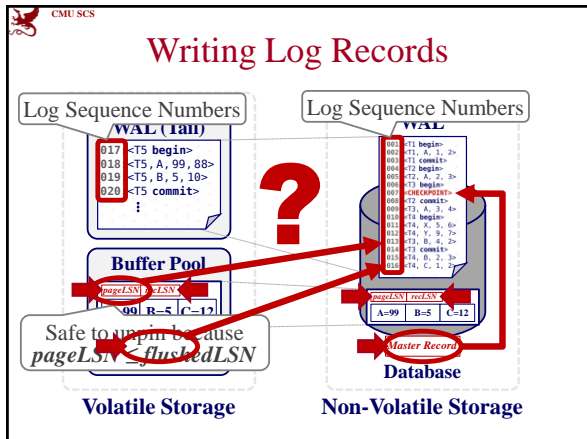 CMU SCS
Writing Log Records
Log Sequence Numbers
WAL (Tail)
017 <T5 begin>
018 <T5, A, 99, 88>
019 <T5, B, 5, 10>
020 <T5 commit>
⋮
?
Buffer Pool
pageLSN recLSN
99 B=5 C=12
Safe to unpin because
pageLSN ≤ flushedLSN
Volatile Storage
Log Sequence Numbers
WAL
001 <T1 begin>
002 <T1, A, 1, 2>
003 <T1 commit>
004 <T2 begin>
005 <T2, A, 2, 3>
006 <T3 begin>
007 <CHECKPOINT>
008 <T2 commit>
009 <T3, A, 3, 4>
010 <T4 begin>
011 <T4, X, 5, 6>
012 <T4, Y, 9, 7>
013 <T3, B, 4, 2>
014 <T3 commit>
015 <T4, B, 2, 3>
016 <T4, C, 1, 2>
pageLSN recLSN
A=99 B=5 C=12
Master Record
Database
Non-Volatile Storage